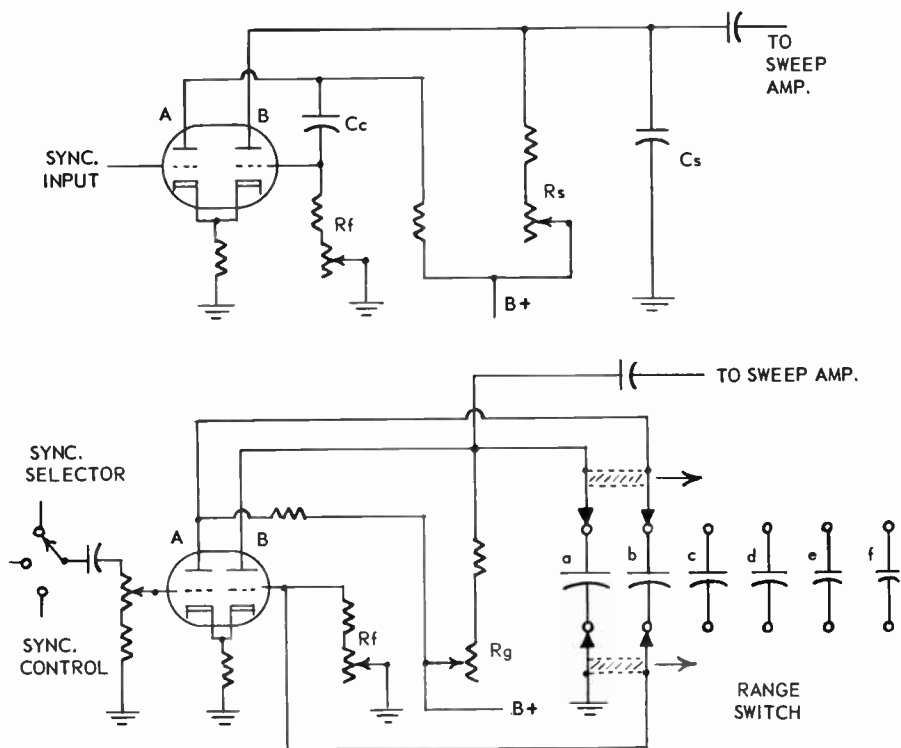 TO
SWEEP
AMP.
A
B
Cc
Cs
SYNC.
INPUT
Rs
Rf
B+
TO SWEEP AMP.
SYNC.
SELECTOR
A
B
a
b
c
d
e
f
Rf
Rg
SYNC.
CONTROL
B+
RANGE
SWITCH